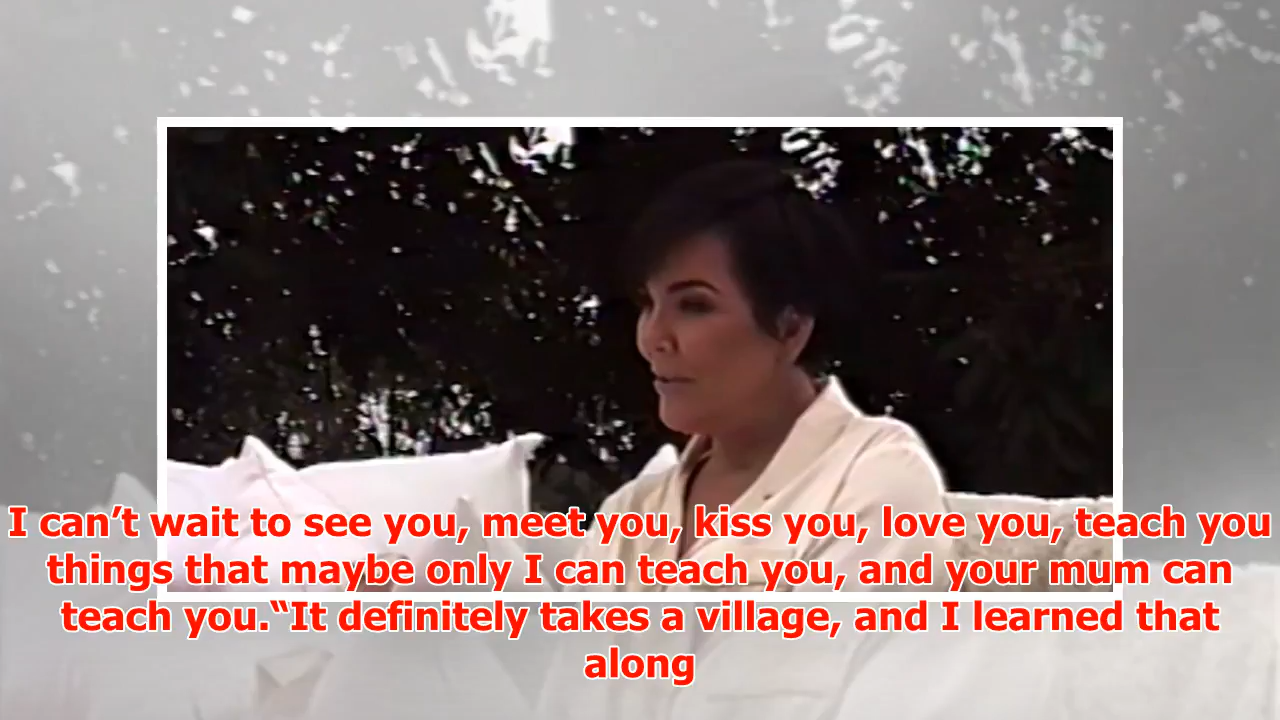 I can’t wait to see you, meet you, kiss you, love you, teach you
things that maybe only I can teach you, and your mum can
teach you.“It definitely takes a village, and I learned that
along